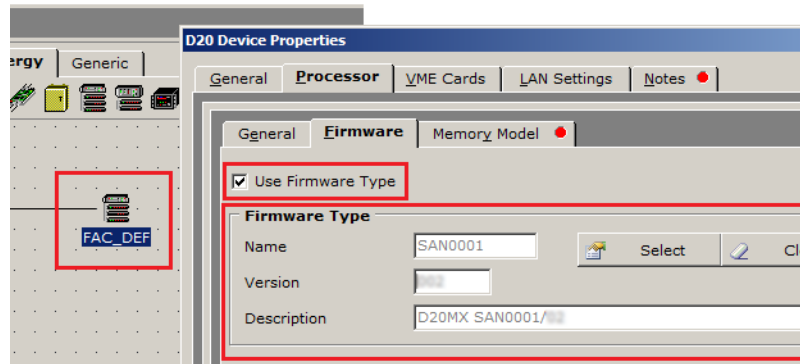 D20 Device Properties
ergy Generic
General Processor VME Cards LAN Settings Notes
General Firmware Memory Model
Use Firmware Type
FAC_DEF
Firmware Type
Name SAN0001 Select
Version
Description D20MX SAN0001/